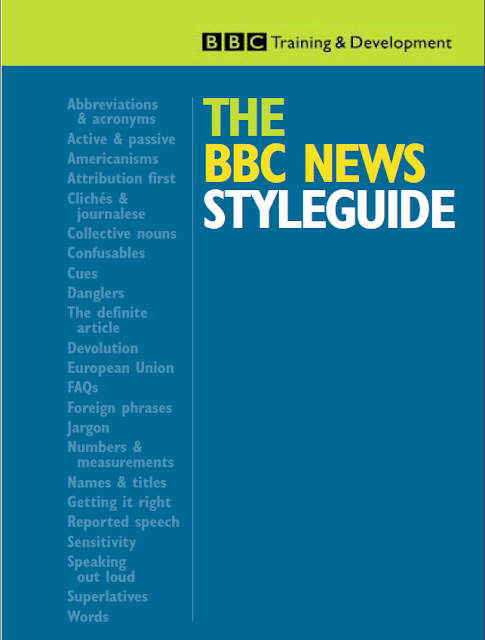 BBC Training & Development
THE
BBC NEWS
STYLEGUIDE
Abbreviations
& acronyms
Active & passive
Americanisms
Attribution first
Clichés &
journalese
Collective nouns
Confusables
Cues
Danglers
The definite
article
Devolution
European Union
FAQs
Foreign phrases
Jargon
Numbers &
measurements
Names & titles
Getting it right
Reported speech
Sensitivity
Speaking
out loud
Superlatives
Words